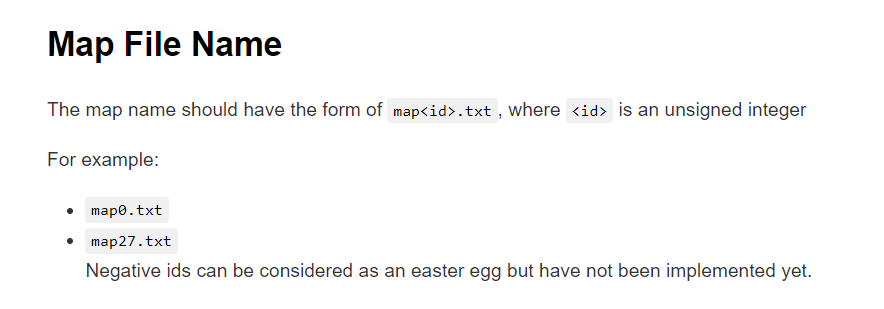 Map File Name
The map name should have the form of map<id>.txt, where <id> is an unsigned integer
For example:
map0.txt
map27.txt
Negative ids can be considered as an easter egg but have not been implemented yet.